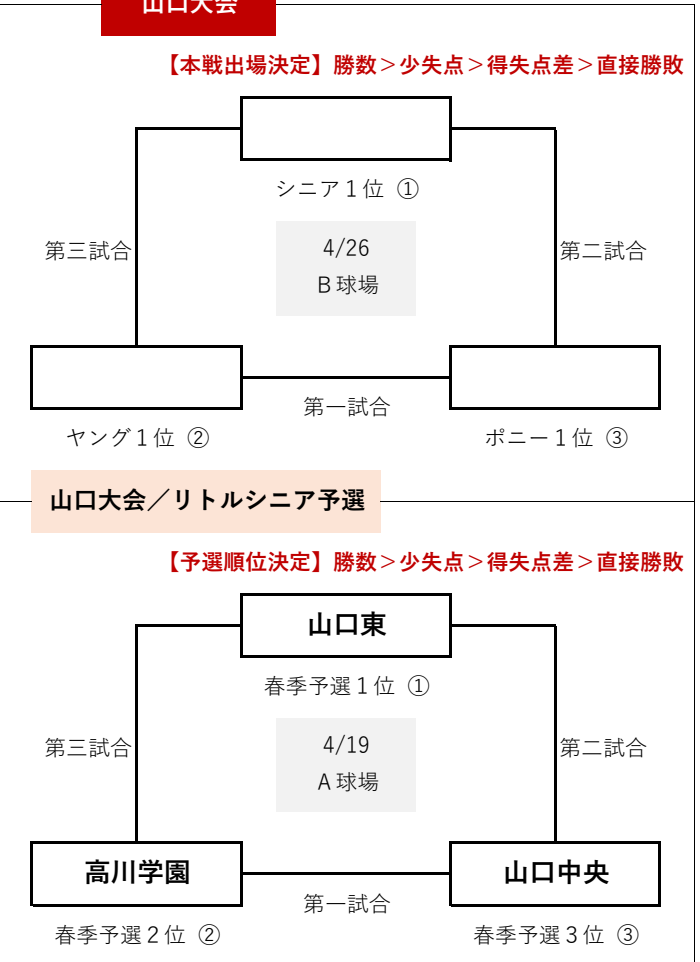 山口大会
【本戦出場決定】勝数＞少失点＞得失点差＞直接勝敗
シニア１位 ①
第三試合
4/26
Ｂ球場
第二試合
第一試合
ヤング１位 ②
ポニー１位 ③
山口大会／リトルシニア予選
【予選順位決定】勝数＞少失点＞得失点差＞直接勝敗
山口東
春季予選１位 ①
第三試合
4/19
Ａ球場
第二試合
高川学園
山口中央
第一試合
春季予選２位 ②
春季予選３位 ③